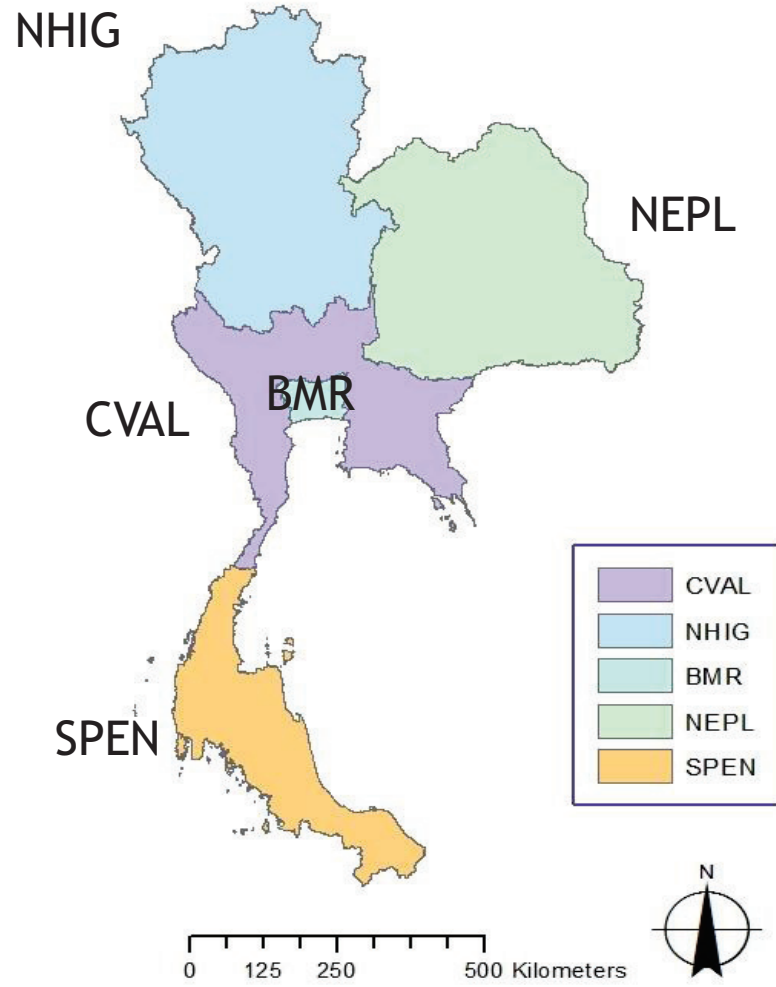 NHIG
NEPL
BMR
CVAL
SPEN
CVAL
NHIG
BMR
NEPL
SPEN
N
0 125 250 500 Kilometers